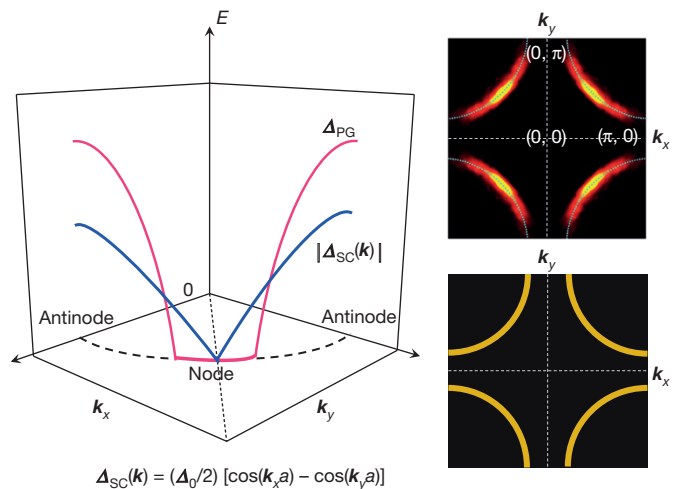 E
Δ_PG
|Δ_SC(k)|
0
Antinode
Antinode
Node
k_x
k_y
Δ_SC(k) = (Δ_0/2) [cos(k_xa) – cos(k_ya)]
k_y
(0, π)
(0, 0)
(π, 0)
k_x
k_y
k_x